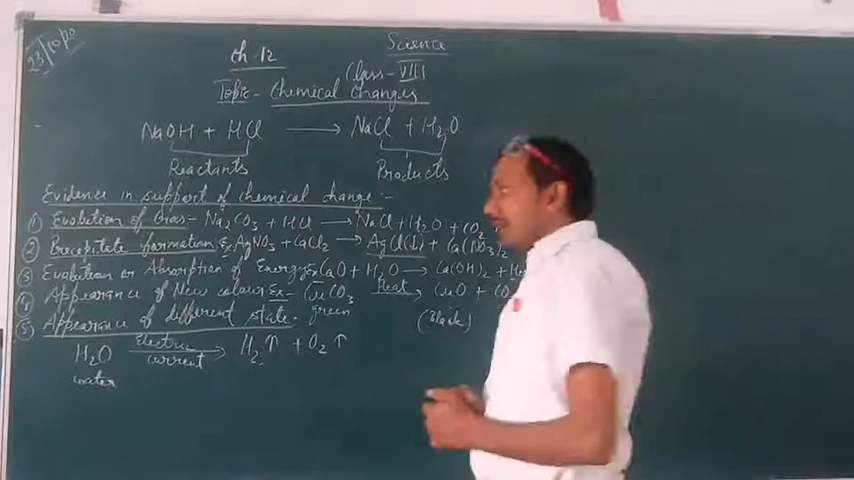 23/10/20
Science
Ch-12
Class-VIII
Topic- Chemical Changes
NaOH + HCl → NaCl + H₂O
Reactants Products
Evidence in support of chemical change:-
① Evolution of Gas- Na₂CO₃ + HCl → NaCl + H₂O + CO₂
② Precipitate formation Ex. AgNO₃ + CaCl₂ → AgCl(↓) + Ca(NO₃)₂
③ Evolution or Absorption of Energy Ex CaO + H₂O → Ca(OH)₂ + Hea
④ Appearance of New colour Ex- CuCO₃ Heat → CuO + CO
green (Black)
⑤ Appearance of different state.
H₂O Electric current → H₂↑ + O₂↑
water